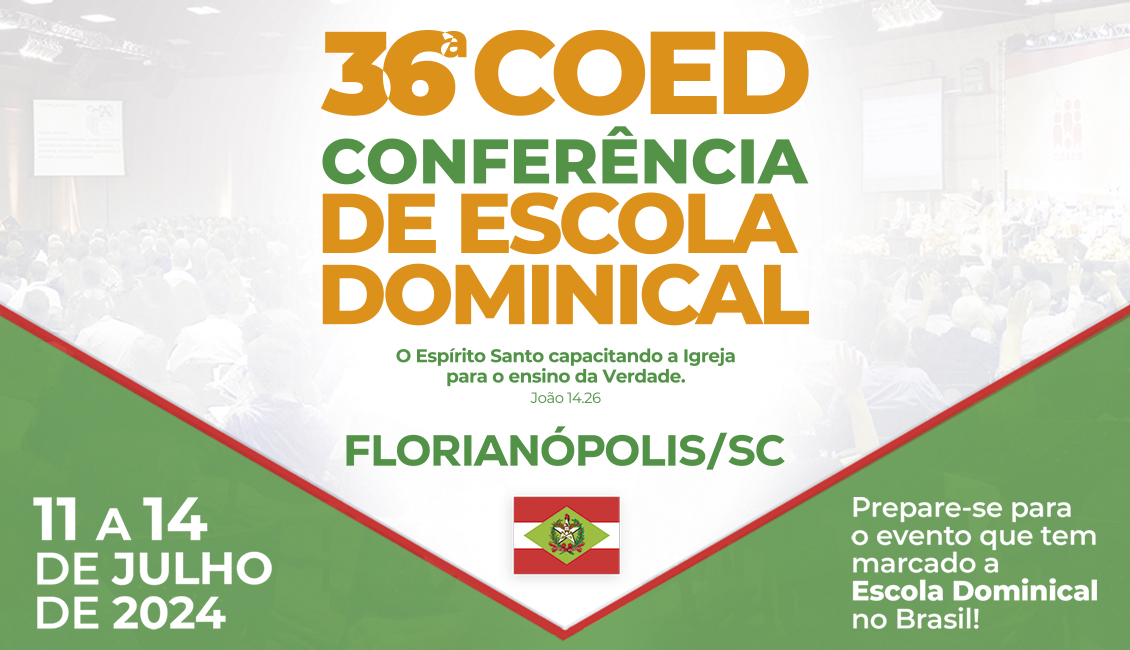 36ª COED
CONFERÊNCIA
DE ESCOLA
DOMINICAL
O Espírito Santo capacitando a Igreja
para o ensino da Verdade.
João 14.26
FLORIANÓPOLIS/SC
11 A 14
DE JULHO
DE 2024
Prepare-se para
o evento que tem
marcado a
Escola Dominical
no Brasil!